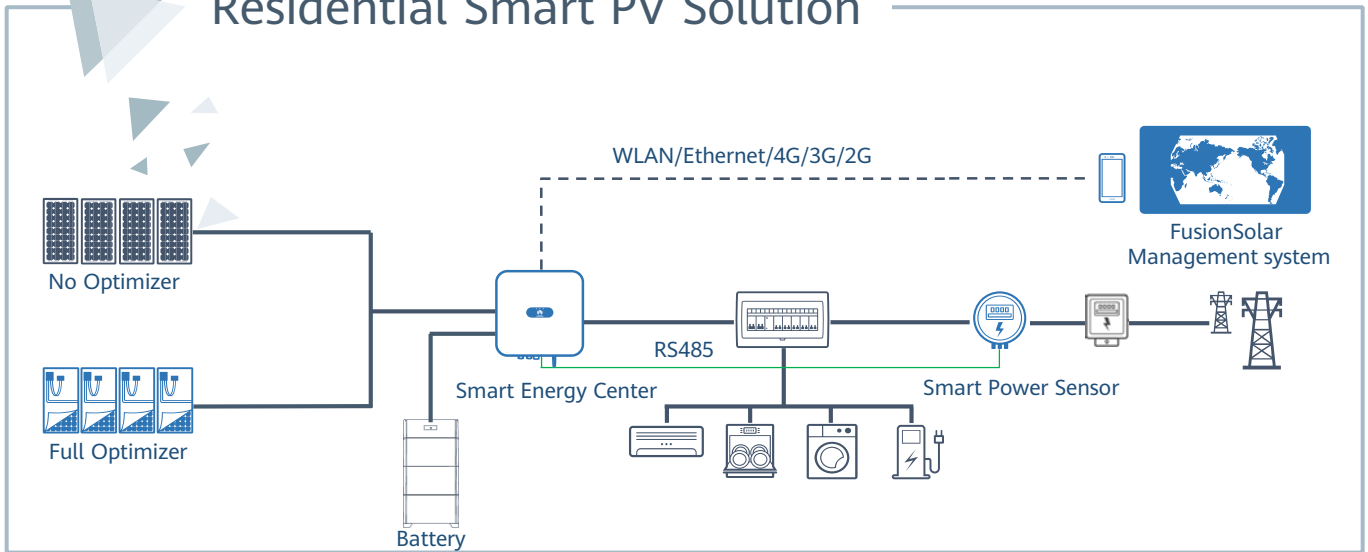 Residential Smart PV Solution
WLAN/Ethernet/4G/3G/2G
FusionSolar
Management system
No Optimizer
RS485
Smart Energy Center
Smart Power Sensor
Full Optimizer
Battery